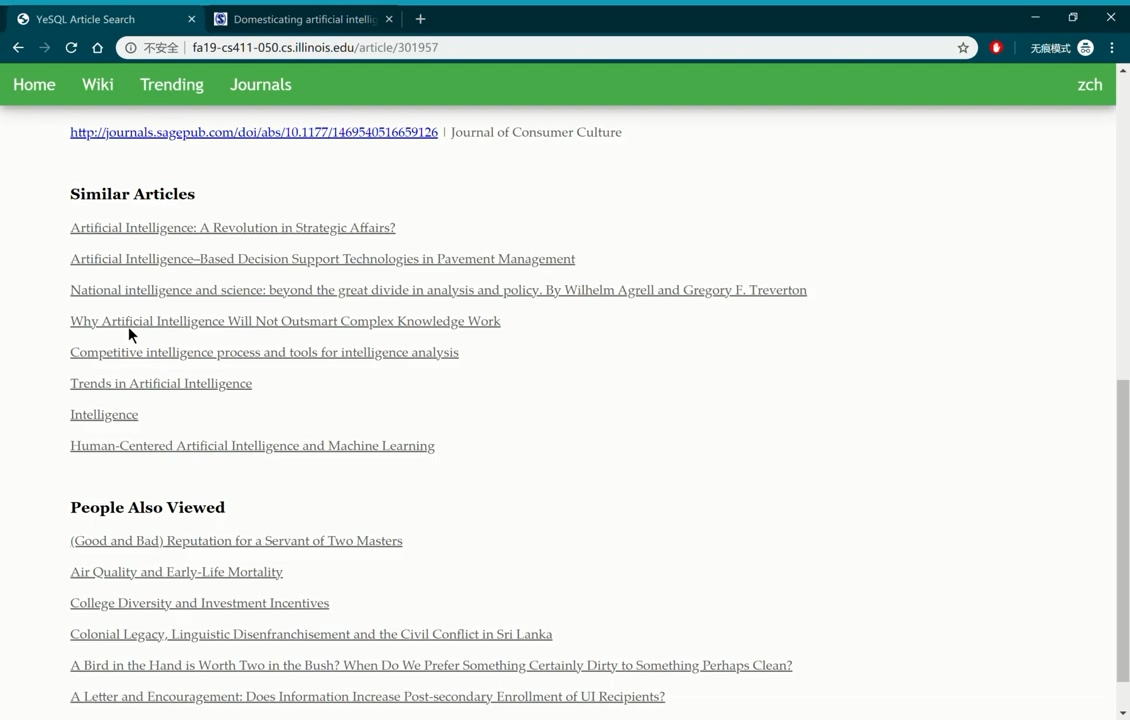 YeSQL Article Search
Domesticating artificial intellig
不安全 | fa19-cs411-050.cs.illinois.edu/article/301957
无痕模式
Home Wiki Trending Journals zch
http://journals.sagepub.com/doi/abs/10.1177/1469540516659126 | Journal of Consumer Culture
Similar Articles
Artificial Intelligence: A Revolution in Strategic Affairs?
Artificial Intelligence–Based Decision Support Technologies in Pavement Management
National intelligence and science: beyond the great divide in analysis and policy. By Wilhelm Agrell and Gregory F. Treverton
Why Artificial Intelligence Will Not Outsmart Complex Knowledge Work
Competitive intelligence process and tools for intelligence analysis
Trends in Artificial Intelligence
Intelligence
Human-Centered Artificial Intelligence and Machine Learning
People Also Viewed
(Good and Bad) Reputation for a Servant of Two Masters
Air Quality and Early-Life Mortality
College Diversity and Investment Incentives
Colonial Legacy, Linguistic Disenfranchisement and the Civil Conflict in Sri Lanka
A Bird in the Hand is Worth Two in the Bush? When Do We Prefer Something Certainly Dirty to Something Perhaps Clean?
A Letter and Encouragement: Does Information Increase Post-secondary Enrollment of UI Recipients?